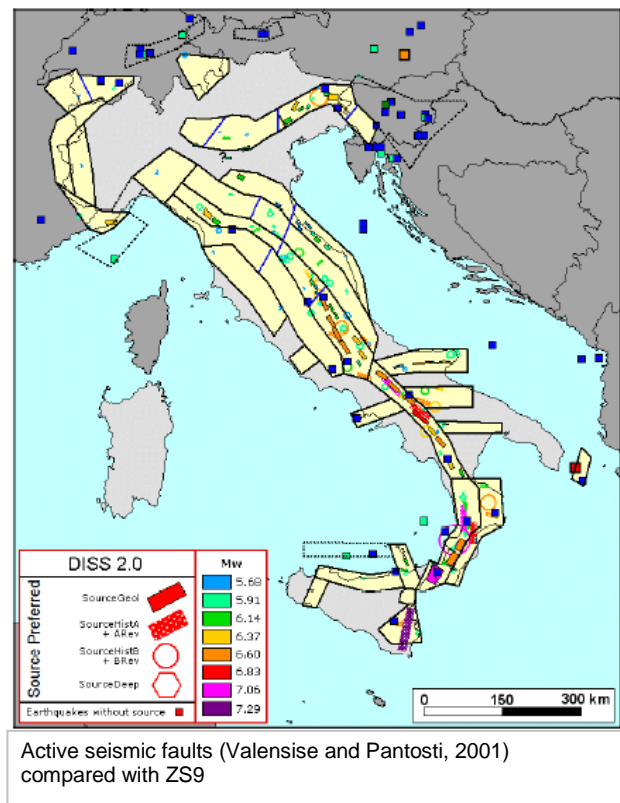 ?
DISS 2.0
Source Preferred
SourceGeol
SourceHistA
+ ARev
SourceHistB
+ BRev
SourceDeep
Earthquakes without source
Mw
5.68
5.91
6.14
6.37
6.60
6.83
7.06
7.29
0 150 300 km
Active seismic faults (Valensise and Pantosti, 2001)
compared with ZS9